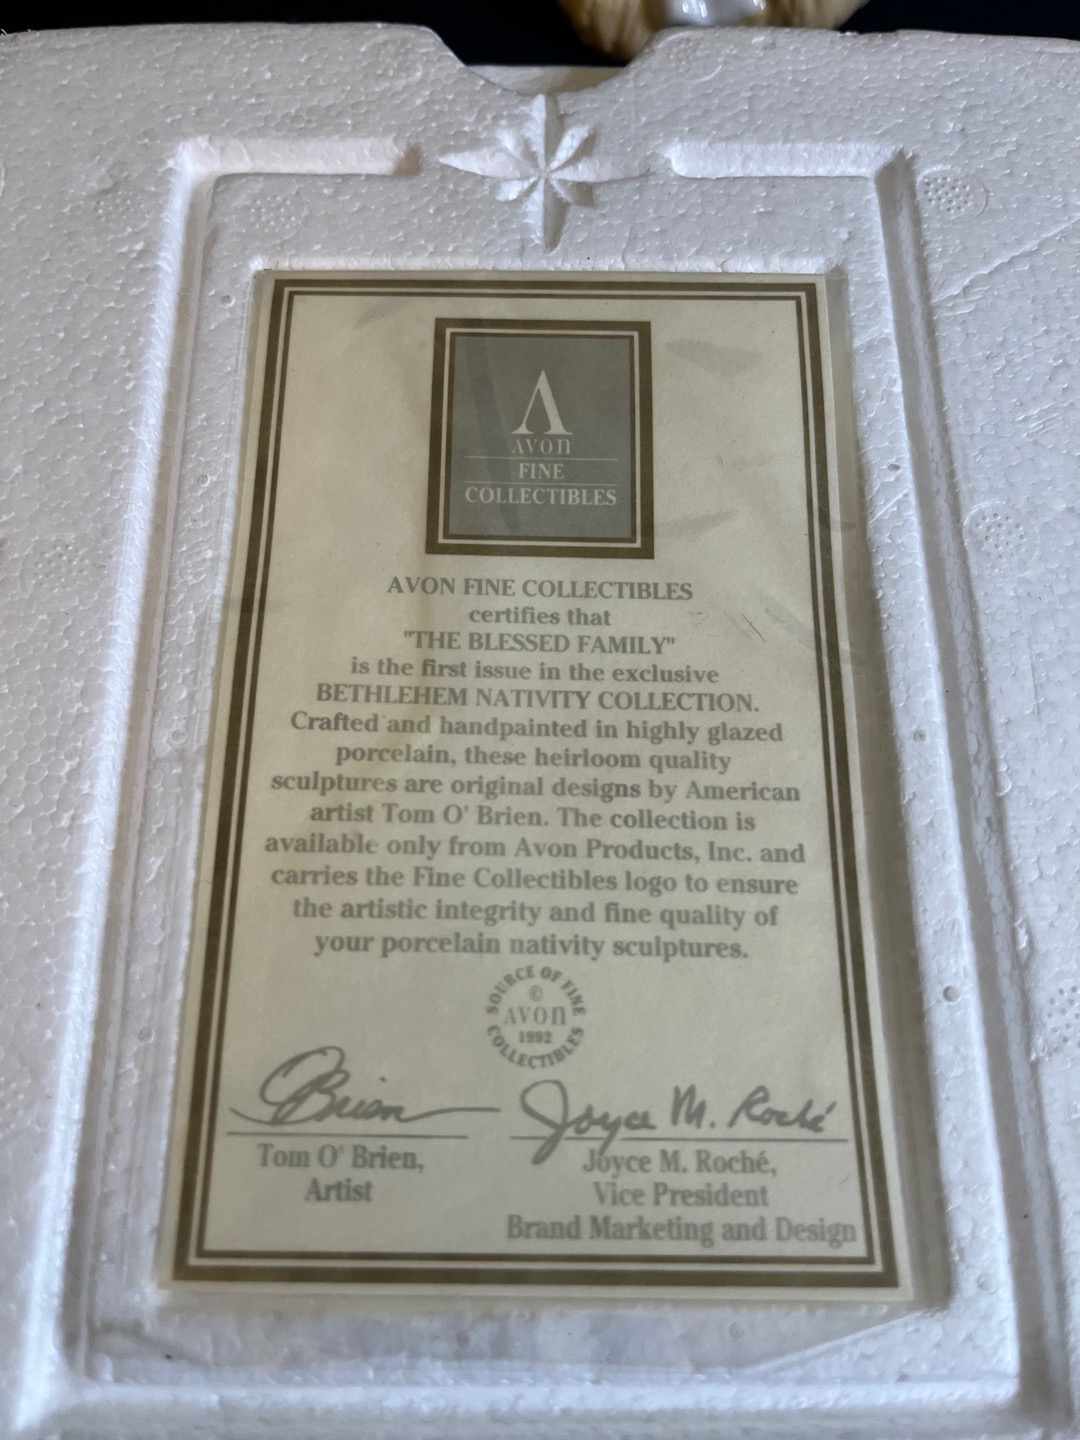 AVON
FINE
COLLECTIBLES
AVON FINE COLLECTIBLES
certifies that
"THE BLESSED FAMILY"
is the first issue in the exclusive
BETHLEHEM NATIVITY COLLECTION.
Crafted and handpainted in highly glazed
porcelain, these heirloom quality
sculptures are original designs by American
artist Tom O' Brien. The collection is
available only from Avon Products, Inc. and
carries the Fine Collectibles logo to ensure
the artistic integrity and fine quality of
your porcelain nativity sculptures.
SOURCE OF FINE
©
AVON
1992
COLLECTIBLES
OBrien
Joyce M. Roché
Tom O' Brien,
Artist
Joyce M. Roché,
Vice President
Brand Marketing and Design